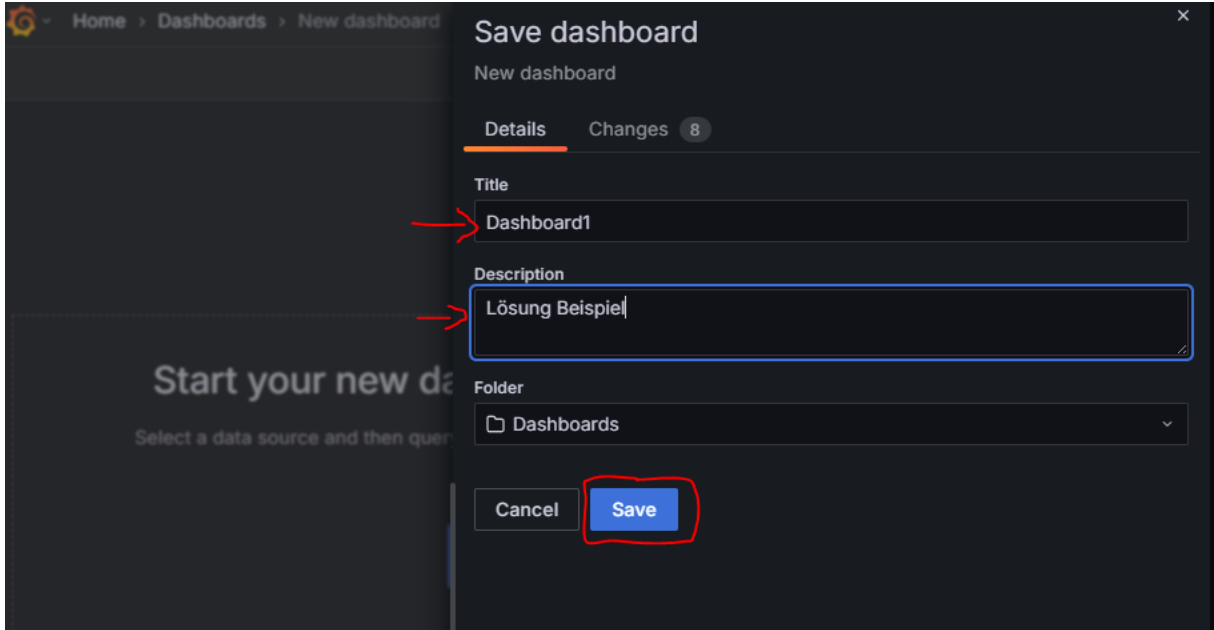 Home › Dashboards › New dashboard
Save dashboard
New dashboard
Details Changes 8
Title
Dashboard1
Description
Lösung Beispiel
Start your new da
Select a data source and then quer
Folder
Dashboards
Cancel Save